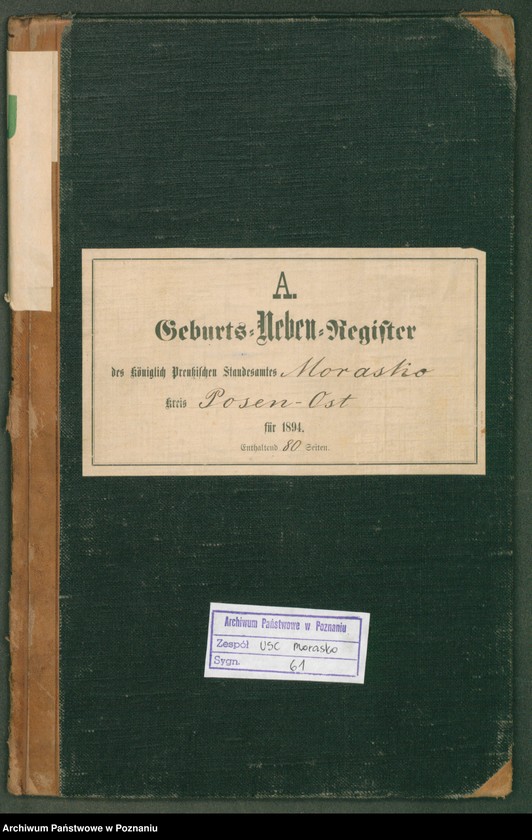 A.
Geburts-Neben-Register
des Königlich Preußischen Standesamtes Morasko
Kreis Posen-Ost
für 1894.
Enthaltend 80 Seiten.
Archiwum Państwowe w Poznaniu
Zespół USC Morasko
Sygn. 61
Archiwum Państwowe w Poznaniu